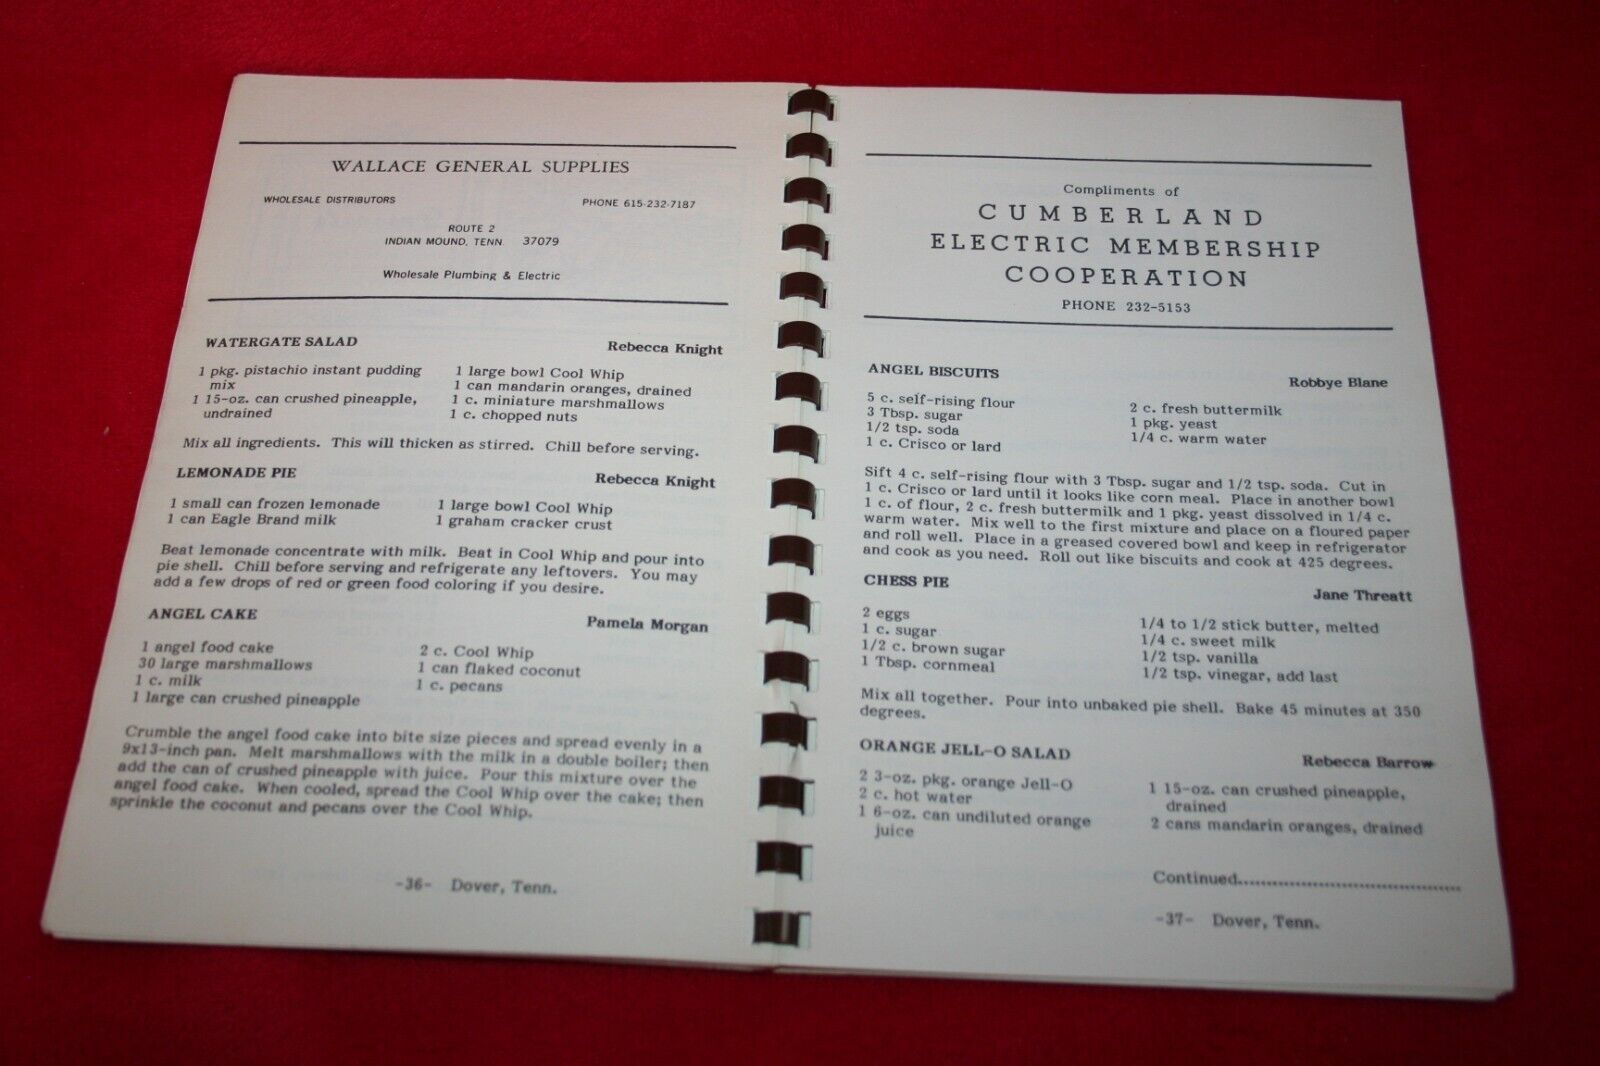 WALLACE GENERAL SUPPLIES
WHOLESALE DISTRIBUTORS PHONE 615-232-7187
ROUTE 2
INDIAN MOUND, TENN. 37079
Wholesale Plumbing & Electric
WATERGATE SALAD
Rebecca Knight
1 pkg. pistachio instant pudding
mix
1 15-oz. can crushed pineapple,
undrained
1 large bowl Cool Whip
1 can mandarin oranges, drained
1 c. miniature marshmallows
1 c. chopped nuts
Mix all ingredients. This will thicken as stirred. Chill before serving.
LEMONADE PIE
Rebecca Knight
1 small can frozen lemonade
1 can Eagle Brand milk
1 large bowl Cool Whip
1 graham cracker crust
Beat lemonade concentrate with milk. Beat in Cool Whip and pour into
pie shell. Chill before serving and refrigerate any leftovers. You may
add a few drops of red or green food coloring if you desire.
ANGEL CAKE
Pamela Morgan
1 angel food cake
30 large marshmallows
1 c. milk
1 large can crushed pineapple
2 c. Cool Whip
1 can flaked coconut
1 c. pecans
Crumble the angel food cake into bite size pieces and spread evenly in a
9x13-inch pan. Melt marshmallows with the milk in a double boiler; then
add the can of crushed pineapple with juice. Pour this mixture over the
angel food cake. When cooled, spread the Cool Whip over the cake; then
sprinkle the coconut and pecans over the Cool Whip.
-36- Dover, Tenn.
Compliments of
CUMBERLAND
ELECTRIC MEMBERSHIP
COOPERATION
PHONE 232-5153
ANGEL BISCUITS
Robbye Blane
5 c. self-rising flour
3 Tbsp. sugar
1/2 tsp. soda
1 c. Crisco or lard
2 c. fresh buttermilk
1 pkg. yeast
1/4 c. warm water
Sift 4 c. self-rising flour with 3 Tbsp. sugar and 1/2 tsp. soda. Cut in
1 c. Crisco or lard until it looks like corn meal. Place in another bowl
1 c. of flour, 2 c. fresh buttermilk and 1 pkg. yeast dissolved in 1/4 c.
warm water. Mix well to the first mixture and place on a floured paper
and roll well. Place in a greased covered bowl and keep in refrigerator
and cook as you need. Roll out like biscuits and cook at 425 degrees.
CHESS PIE
Jane Threatt
2 eggs
1 c. sugar
1/2 c. brown sugar
1 Tbsp. cornmeal
1/4 to 1/2 stick butter, melted
1/4 c. sweet milk
1/2 tsp. vanilla
1/2 tsp. vinegar, add last
Mix all together. Pour into unbaked pie shell. Bake 45 minutes at 350
degrees.
ORANGE JELL-O SALAD
Rebecca Barrow
2 3-oz. pkg. orange Jell-O
2 c. hot water
1 6-oz. can undiluted orange
juice
1 15-oz. can crushed pineapple,
drained
2 cans mandarin oranges, drained
Continued........................................
-37- Dover, Tenn.